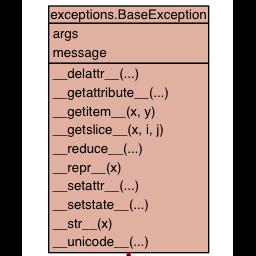 exceptions.BaseException
args
message
__delattr__(...)
__getattribute__(...)
__getitem__(x, y)
__getslice__(x, i, j)
__reduce__(...)
__repr__(x)
__setattr__(...)
__setstate__(...)
__str__(x)
__unicode__(...)